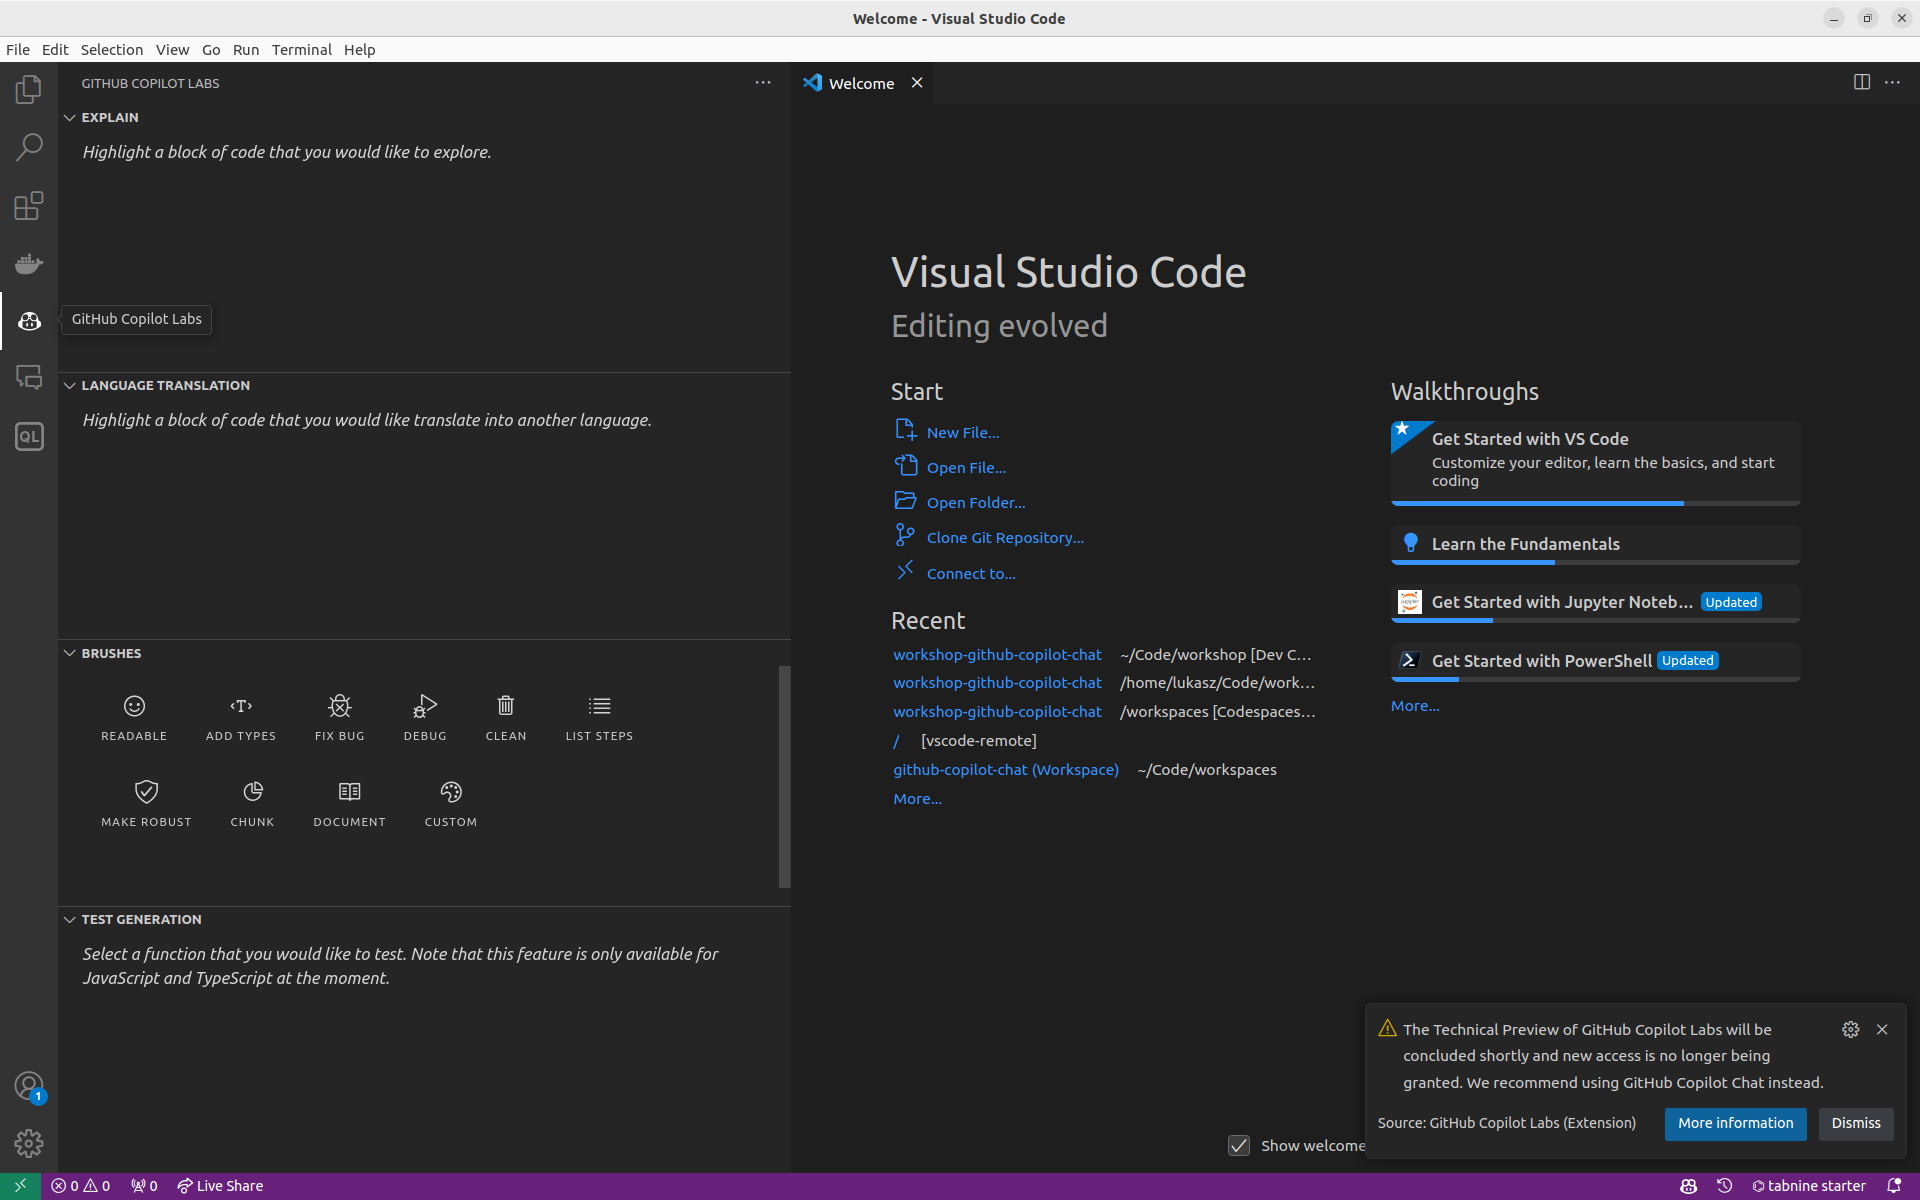 Welcome - Visual Studio Code
File Edit Selection View Go Run Terminal Help
GITHUB COPILOT LABS
EXPLAIN
Highlight a block of code that you would like to explore.
GitHub Copilot Labs
LANGUAGE TRANSLATION
Highlight a block of code that you would like translate into another language.
QL
BRUSHES
READABLE ADD TYPES FIX BUG DEBUG CLEAN LIST STEPS
MAKE ROBUST CHUNK DOCUMENT CUSTOM
TEST GENERATION
Select a function that you would like to test. Note that this feature is only available for
JavaScript and TypeScript at the moment.
1
Welcome
Visual Studio Code
Editing evolved
Start
New File...
Open File...
Open Folder...
Clone Git Repository...
Connect to...
Recent
workshop-github-copilot-chat ~/Code/workshop [Dev C...
workshop-github-copilot-chat /home/lukasz/Code/work...
workshop-github-copilot-chat /workspaces [Codespaces...
/ [vscode-remote]
github-copilot-chat (Workspace) ~/Code/workspaces
More...
Walkthroughs
Get Started with VS Code
Customize your editor, learn the basics, and start
coding
Learn the Fundamentals
jupyter
Get Started with Jupyter Noteb... Updated
Get Started with PowerShell Updated
More...
Show welcome
The Technical Preview of GitHub Copilot Labs will be
concluded shortly and new access is no longer being
granted. We recommend using GitHub Copilot Chat instead.
Source: GitHub Copilot Labs (Extension) More information Dismiss
0 0 0 Live Share tabnine starter